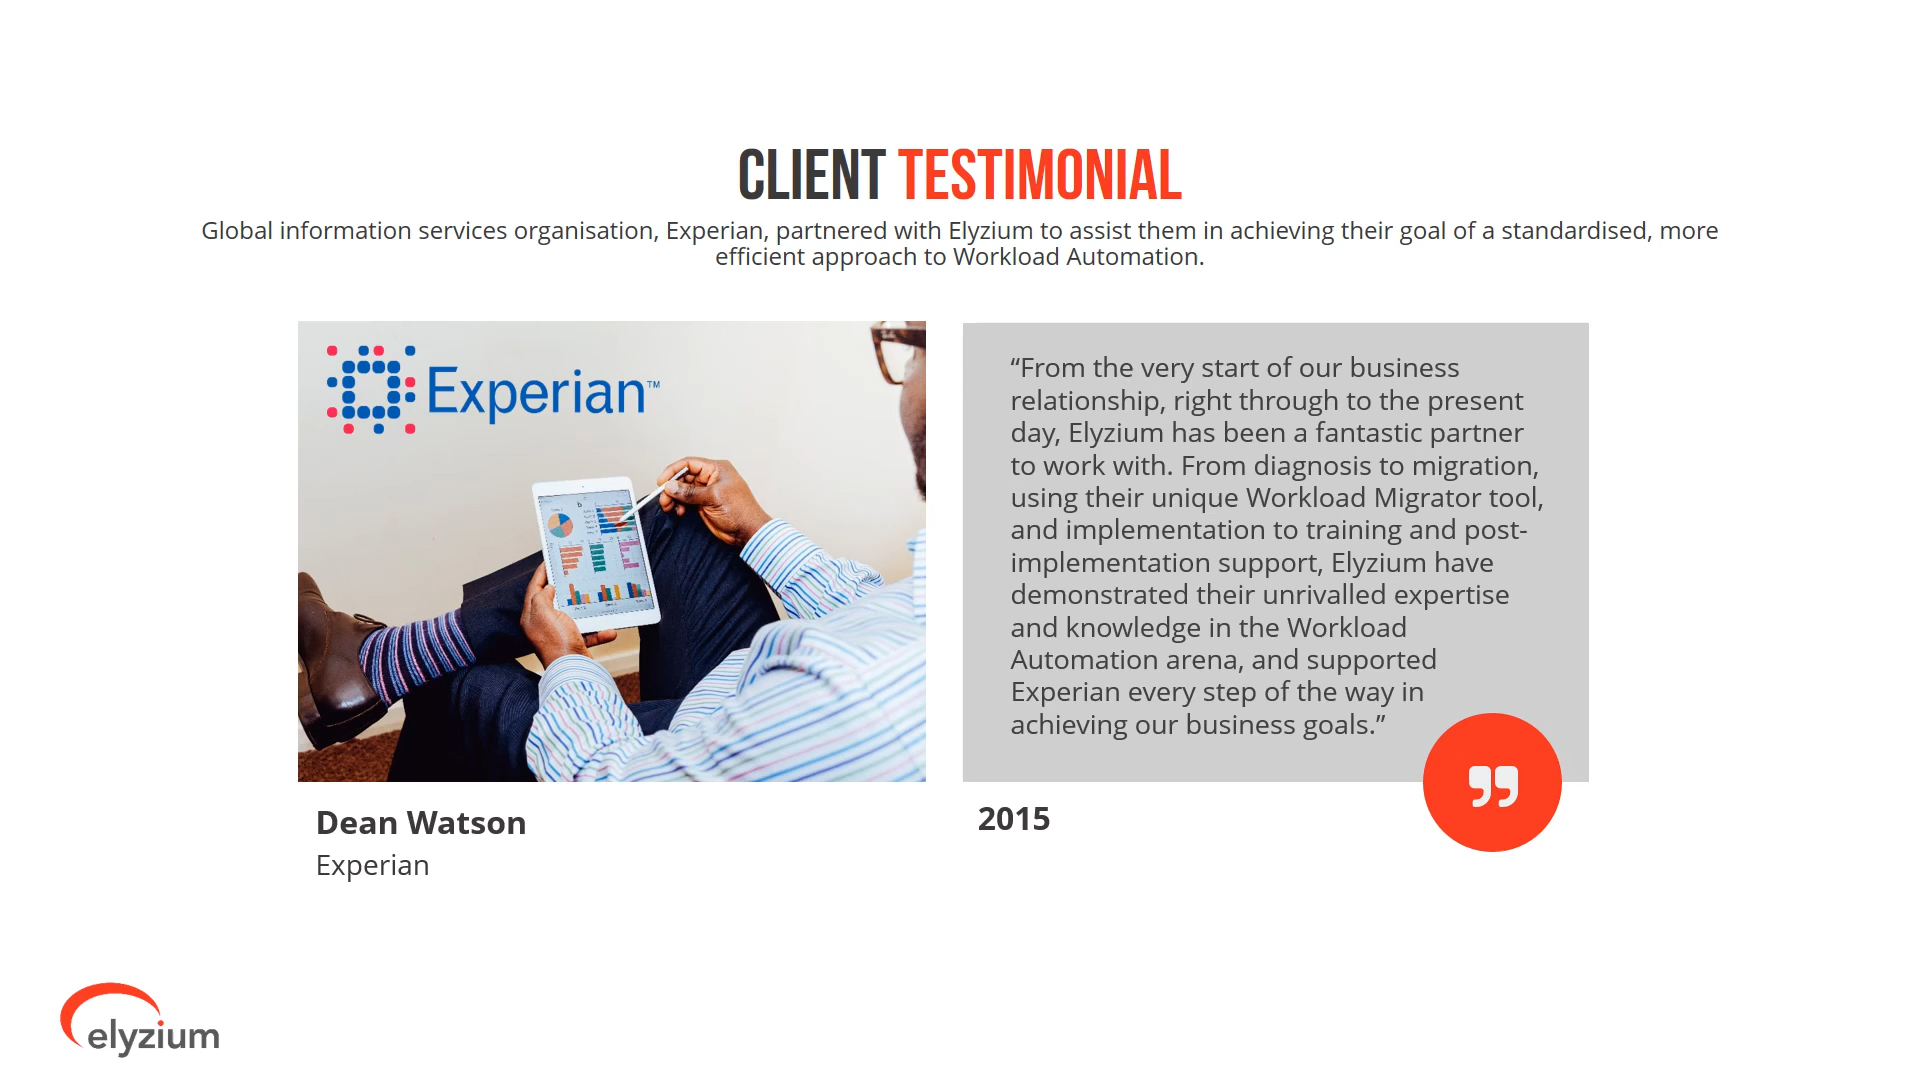 CLIENT TESTIMONIAL
Global information services organisation, Experian, partnered with Elyzium to assist them in achieving their goal of a standardised, more
efficient approach to Workload Automation.
Experian™
“From the very start of our business
relationship, right through to the present
day, Elyzium has been a fantastic partner
to work with. From diagnosis to migration,
using their unique Workload Migrator tool,
and implementation to training and post-
implementation support, Elyzium have
demonstrated their unrivalled expertise
and knowledge in the Workload
Automation arena, and supported
Experian every step of the way in
achieving our business goals.”
Dean Watson
Experian
2015
elyzium